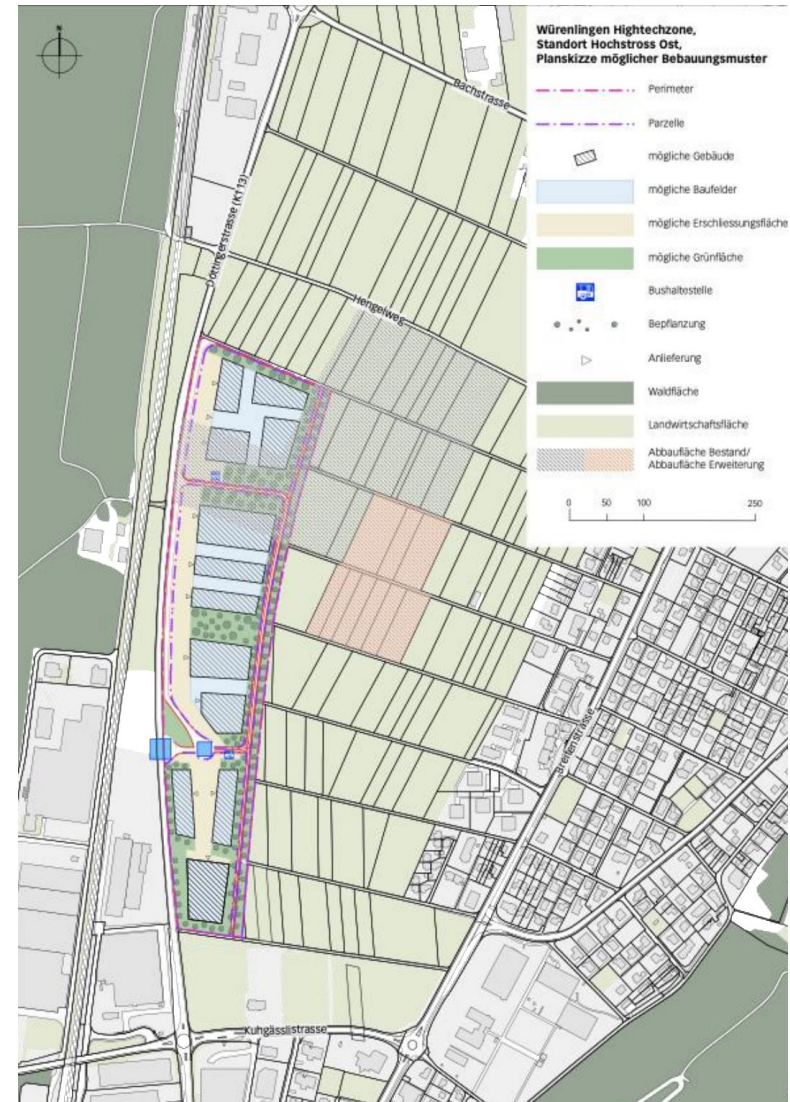 N
Würenlingen Hightechzone,
Standort Hochstross Ost,
Planskizze möglicher Bebauungsmuster
Perimeter
Parzelle
mögliche Gebäude
mögliche Baufelder
mögliche Erschliessungsfläche
mögliche Grünfläche
Bushaltestelle
Bepflanzung
Anlieferung
Waldfläche
Landwirtschaftsfläche
Abbaufläche Bestand/
Abbaufläche Erweiterung
0 50 100 250
Bachstrasse
Döttingerstrasse (K113)
Hengelweg
Breitenstrasse
Kuhgässlistrasse